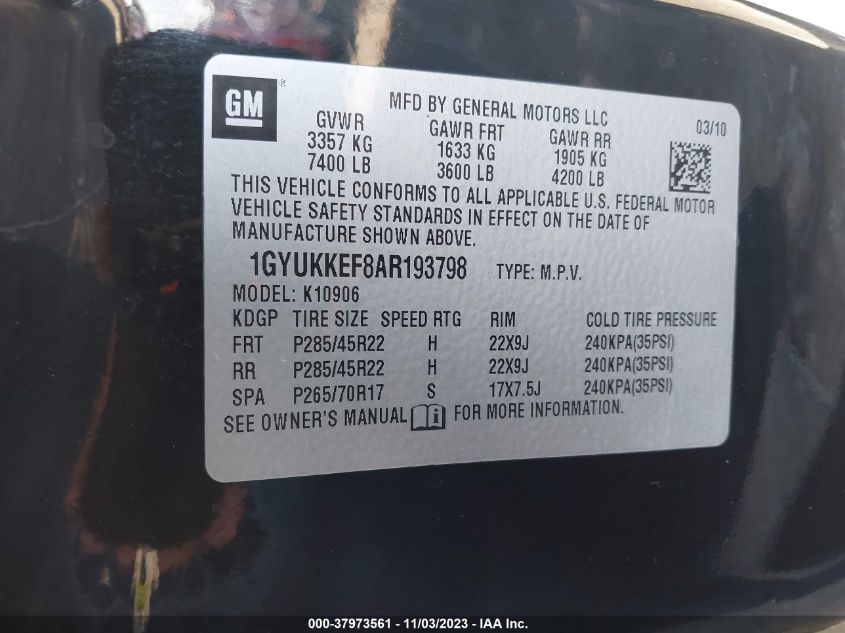 GM ®
MFD BY GENERAL MOTORS LLC 03/10
GVWR GAWR FRT GAWR RR
3357 KG 1633 KG 1905 KG
7400 LB 3600 LB 4200 LB
THIS VEHICLE CONFORMS TO ALL APPLICABLE U.S. FEDERAL MOTOR
VEHICLE SAFETY STANDARDS IN EFFECT ON THE DATE OF
MANUFACTURE SHOWN ABOVE.
1GYUKKEF8AR193798 TYPE: M.P.V.
MODEL: K10906
KDGP TIRE SIZE SPEED RTG RIM COLD TIRE PRESSURE
FRT P285/45R22 H 22X9J 240KPA(35PSI)
RR P285/45R22 H 22X9J 240KPA(35PSI)
SPA P265/70R17 S 17X7.5J 240KPA(35PSI)
SEE OWNER'S MANUAL i FOR MORE INFORMATION.
000-37973561 - 11/03/2023 - IAA Inc.